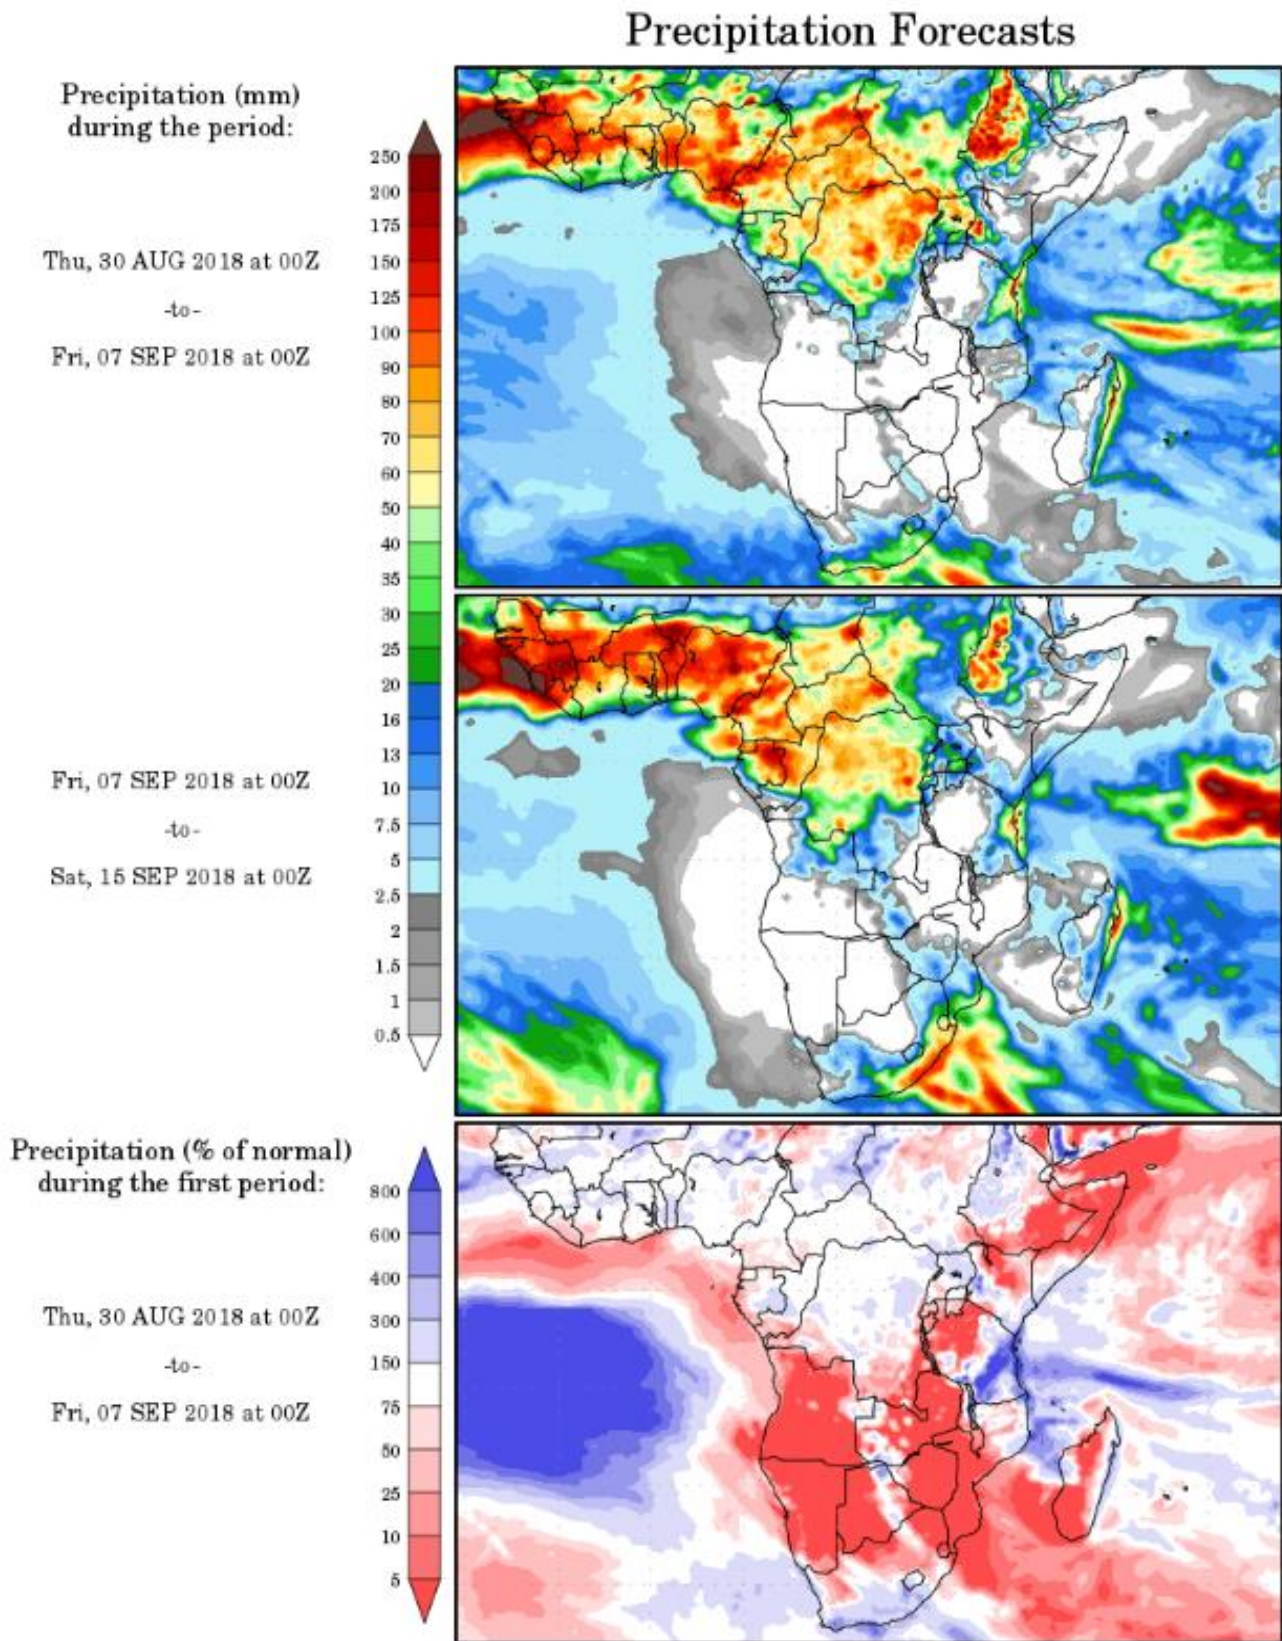 Precipitation Forecasts
Precipitation (mm)
during the period:
Thu, 30 AUG 2018 at 00Z
-to-
Fri, 07 SEP 2018 at 00Z
Fri, 07 SEP 2018 at 00Z
-to-
Sat, 15 SEP 2018 at 00Z
250
200
175
150
125
100
90
80
70
60
50
40
35
30
25
20
16
13
10
7.5
5
2.5
2
1.5
1
0.5
Precipitation (% of normal)
during the first period:
Thu, 30 AUG 2018 at 00Z
-to-
Fri, 07 SEP 2018 at 00Z
800
600
400
300
150
75
50
25
10
5